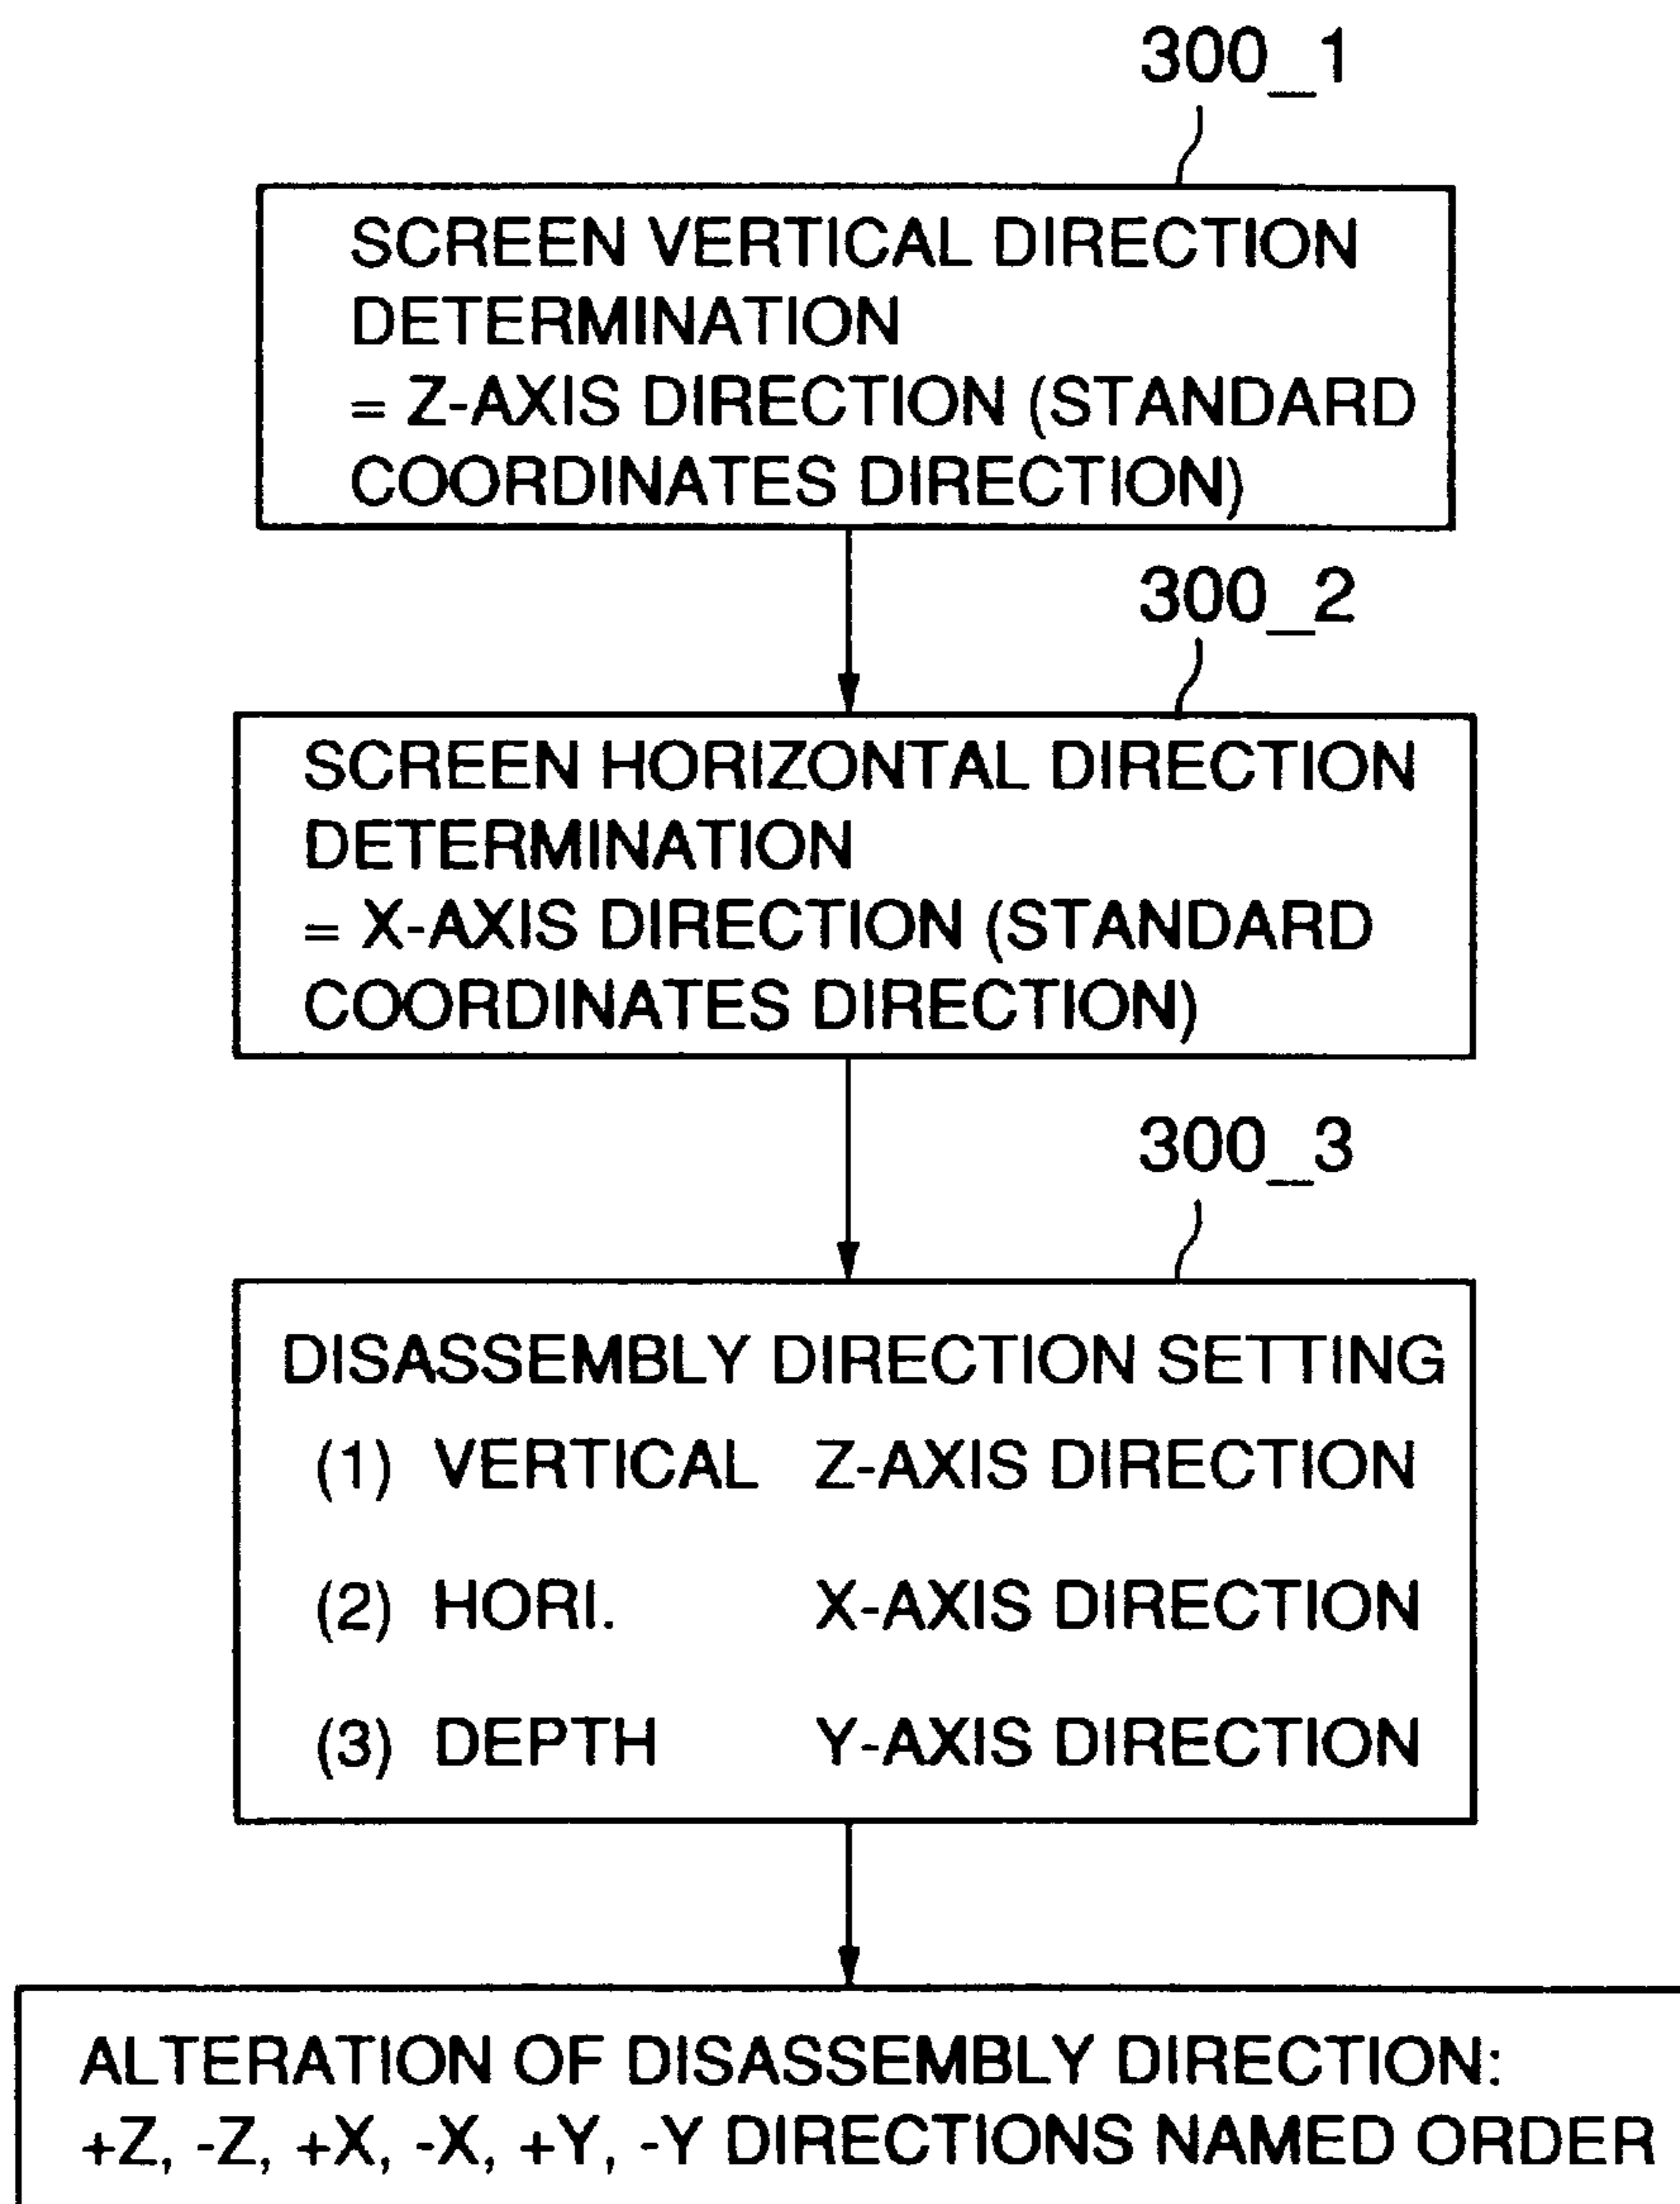 300_1
SCREEN VERTICAL DIRECTION
DETERMINATION
= Z-AXIS DIRECTION (STANDARD
COORDINATES DIRECTION)
300_2
SCREEN HORIZONTAL DIRECTION
DETERMINATION
= X-AXIS DIRECTION (STANDARD
COORDINATES DIRECTION)
300_3
DISASSEMBLY DIRECTION SETTING
(1) VERTICAL Z-AXIS DIRECTION
(2) HORI. X-AXIS DIRECTION
(3) DEPTH Y-AXIS DIRECTION
ALTERATION OF DISASSEMBLY DIRECTION:
+Z, -Z, +X, -X, +Y, -Y DIRECTIONS NAMED ORDER